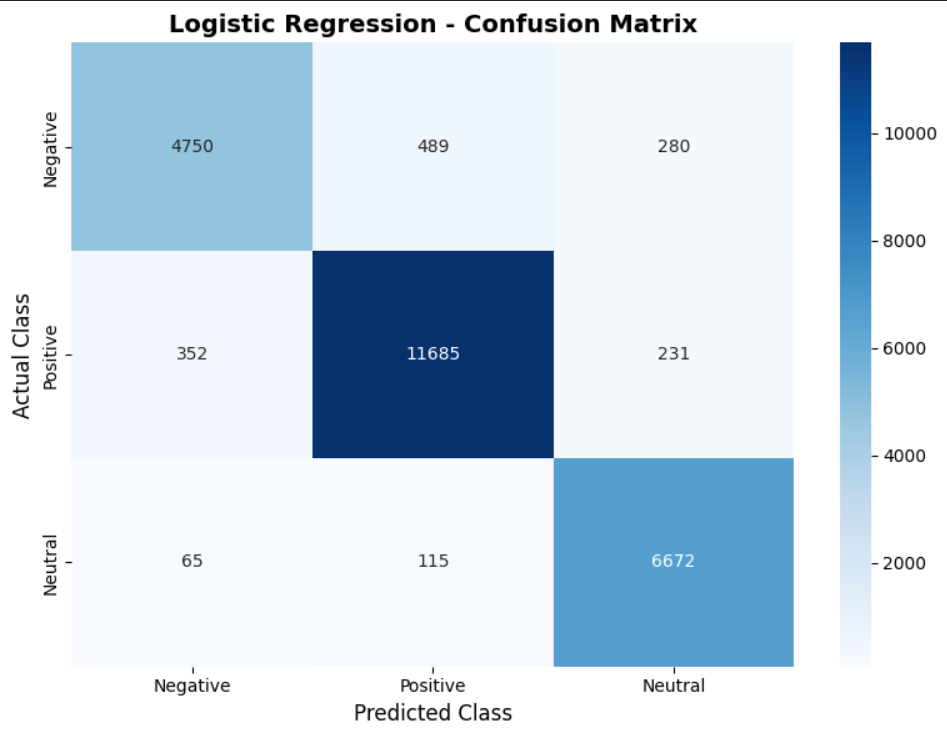 Logistic Regression - Confusion Matrix
Negative
4750
489
280
Positive
352
11685
231
Neutral
65
115
6672
Negative
Positive
Neutral
Predicted Class
Actual Class
10000
8000
6000
4000
2000